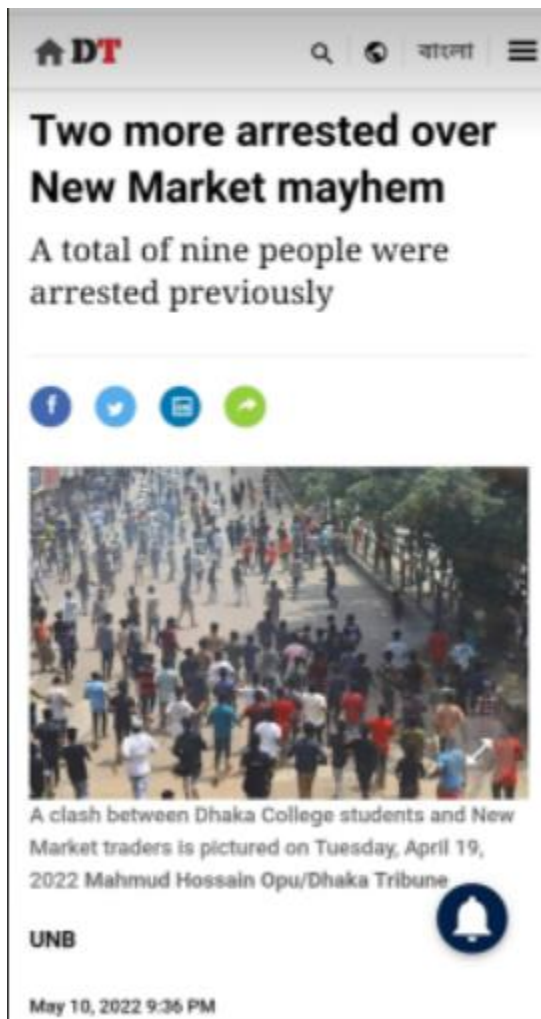 DT
বাংলা
Two more arrested over
New Market mayhem
A total of nine people were
arrested previously
A clash between Dhaka College students and New
Market traders is pictured on Tuesday, April 19,
2022 Mahmud Hossain Opu/Dhaka Tribune
UNB
May 10, 2022 9:36 PM